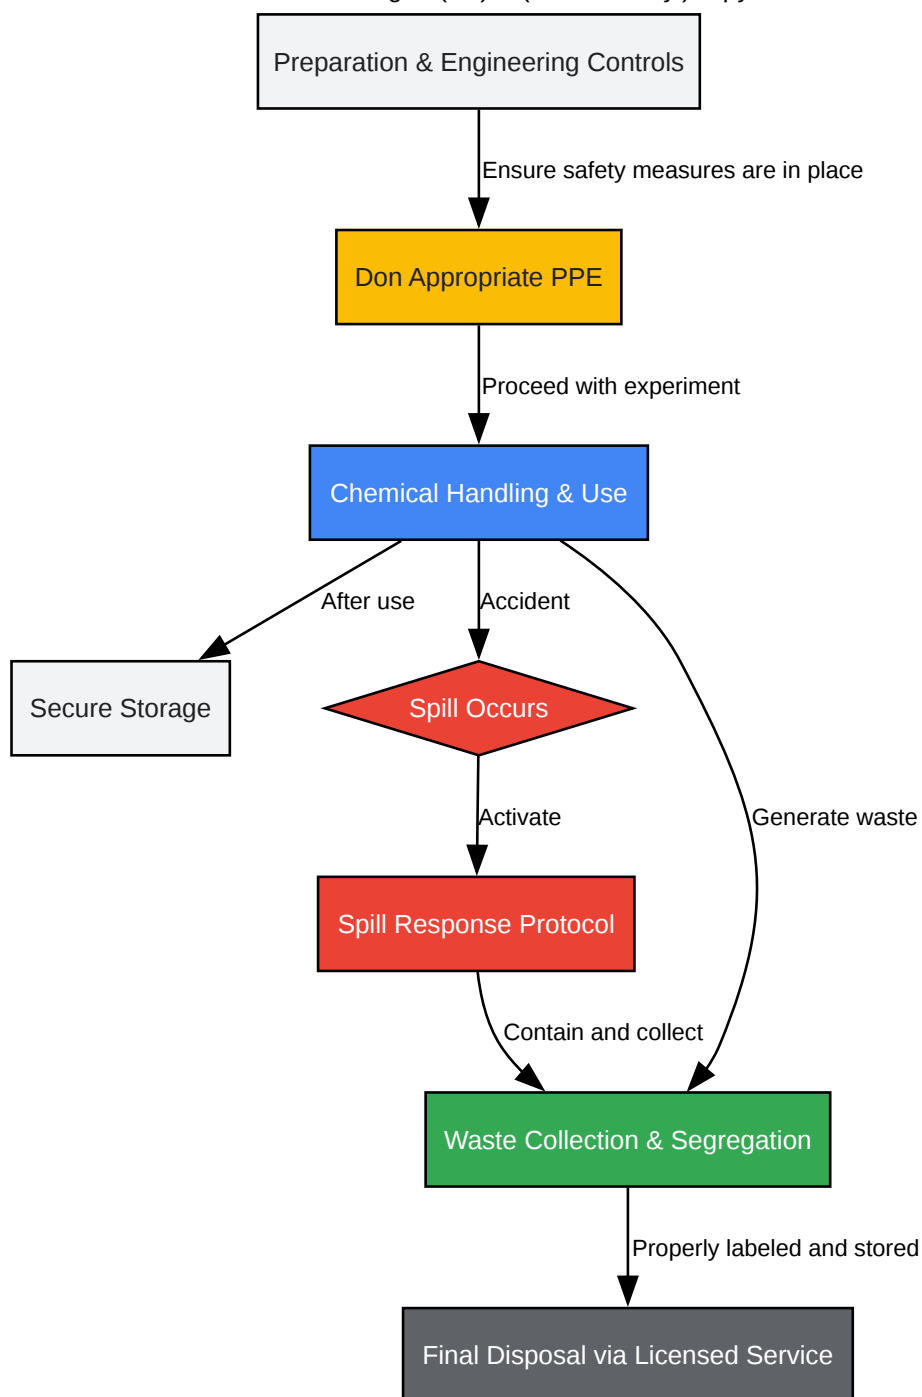 Preparation & Engineering Controls
Ensure safety measures are in place
Don Appropriate PPE
Proceed with experiment
Chemical Handling & Use
After use
Accident
Secure Storage
Spill Occurs
Activate
Generate waste
Spill Response Protocol
Contain and collect
Waste Collection & Segregation
Properly labeled and stored
Final Disposal via Licensed Service